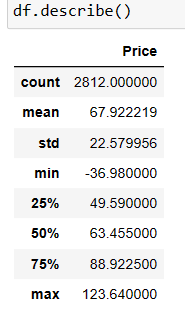 df.describe()
Price
count 2812.000000
mean 67.922219
std 22.579956
min -36.980000
25% 49.590000
50% 63.455000
75% 88.922500
max 123.640000